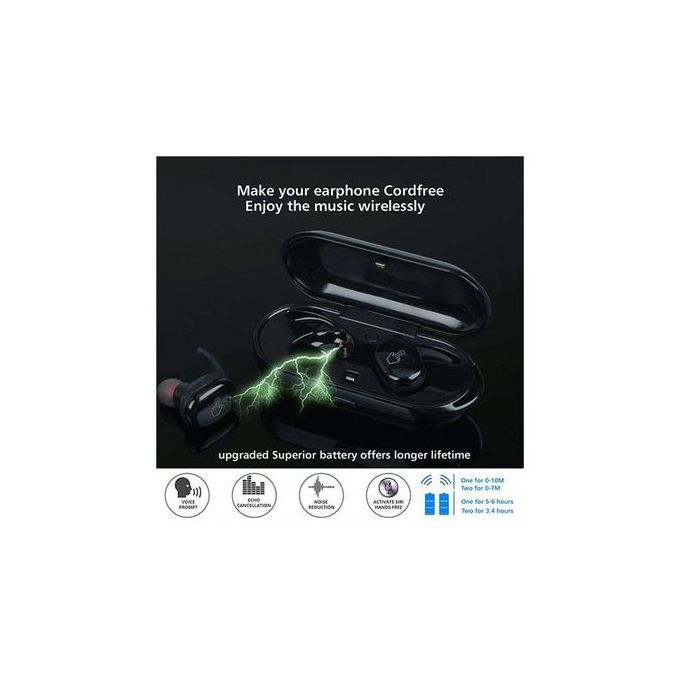 Make your earphone Cordfree
Enjoy the music wirelessly
upgraded Superior battery offers longer lifetime
VOICE
PROMPT
ECHO
CANCELLATION
NOISE
REDUCTION
ACTIVATE SIRI
HANDS-FREE
One for 0-10M
Two for 0-7M
One for 5-6 hours
Two for 3.4 hours